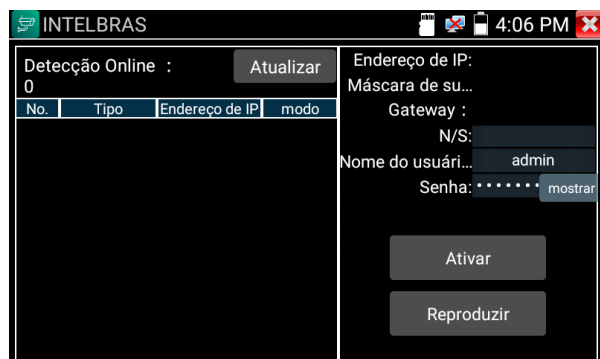 INTELBRAS 4:06 PM
Detecção Online : Atualizar
0
No. Tipo Endereço de IP modo
Endereço de IP:
Máscara de su...
Gateway :
N/S:
Nome do usuári... admin
Senha: ••••••• mostrar
Ativar
Reproduzir